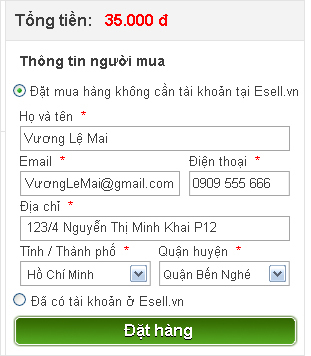 Tổng tiền: 35.000 đ
Thông tin người mua
Đặt mua hàng không cần tài khoản tại Esell.vn
Họ và tên *
Vương Lệ Mai
Email * Điện thoại *
VươngLeMai@gmail.com 0909 555 666
Địa chỉ *
123/4 Nguyễn Thị Minh Khai P12
Tỉnh / Thành phố * Quận huyện *
Hồ Chí Minh Quận Bến Nghé
Đã có tài khoản ở Esell.vn
Đặt hàng